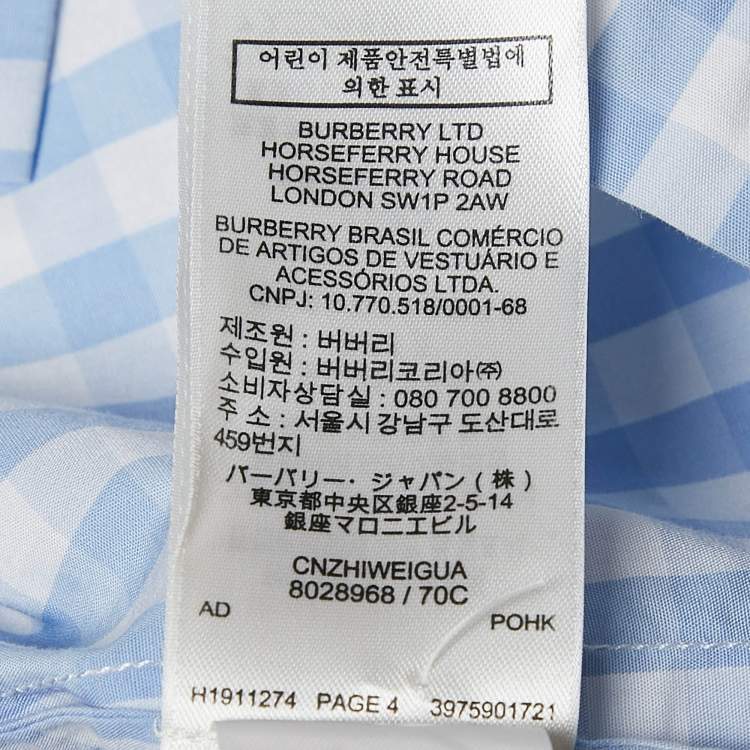 어린이 제품안전특별법에
의한 표시
BURBERRY LTD
HORSEFERRY HOUSE
HORSEFERRY ROAD
LONDON SW1P 2AW
BURBERRY BRASIL COMÉRCIO
DE ARTIGOS DE VESTUÁRIO E
ACESSÓRIOS LTDA.
CNPJ: 10.770.518/0001-68
제조원 : 버버리
수입원 : 버버리코리아㈜
소비자상담실 : 080 700 8800
주 소 : 서울시 강남구 도산대로
459번지
バーバリー・ジャパン ( 株 )
東京都中央区銀座2-5-14
銀座マロニエビル
CNZHIWEIGUA
8028968 / 70C
AD POHK
H1911274 PAGE 4 3975901721